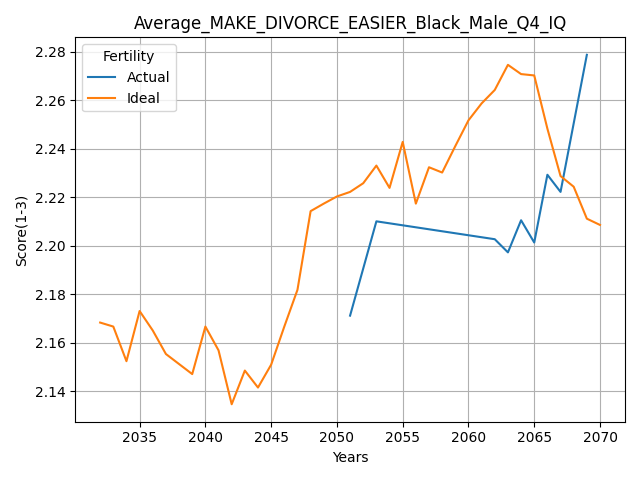 Average_MAKE_DIVORCE_EASIER_Black_Male_Q4_IQ
Fertility
Actual
Ideal
Score(1-3)
2.28
2.26
2.24
2.22
2.20
2.18
2.16
2.14
2035 2040 2045 2050 2055 2060 2065 2070
Years